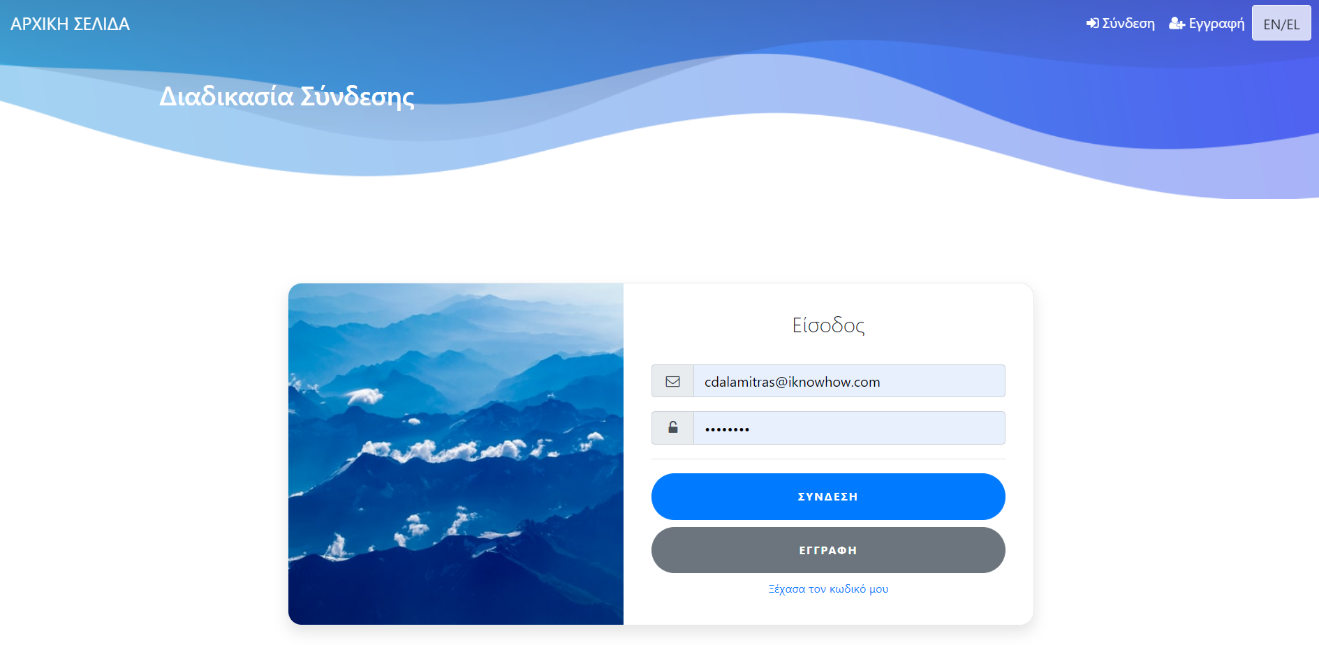 ΑΡΧΙΚΗ ΣΕΛΙΔΑ
Σύνδεση
Εγγραφή
EN/EL
Διαδικασία Σύνδεσης
Είσοδος
cdalamitras@iknowhow.com
••••••••
ΣΥΝΔΕΣΗ
ΕΓΓΡΑΦΗ
Ξέχασα τον κωδικό μου